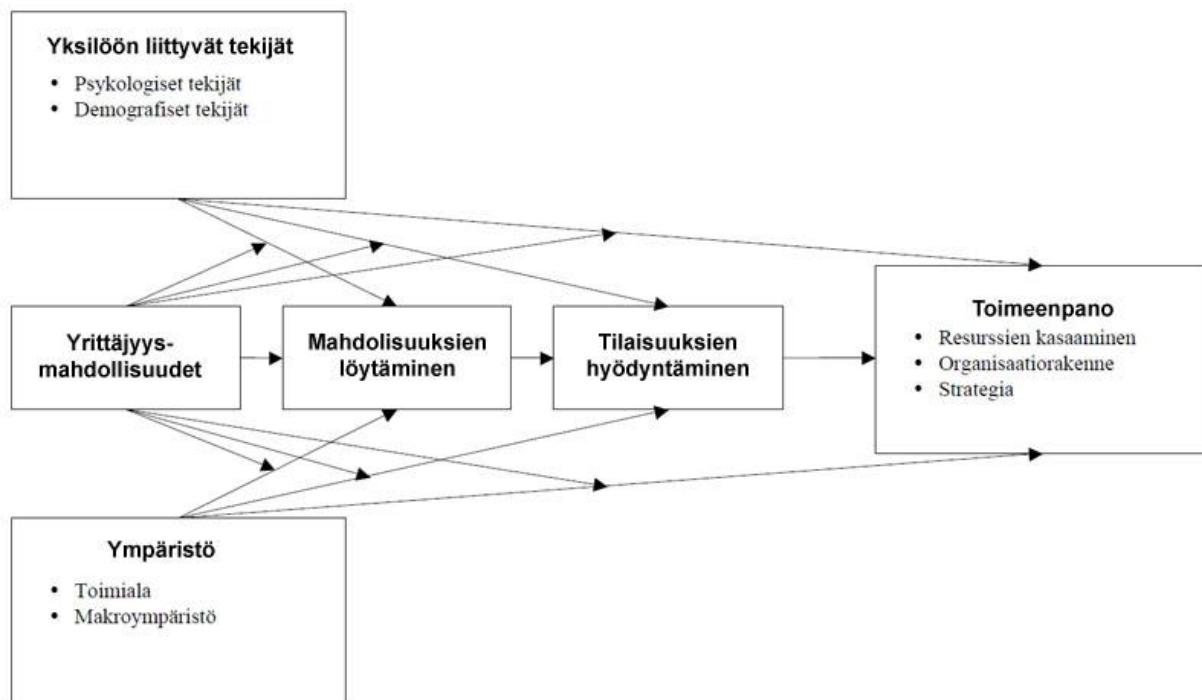 Yksilöön liittyvät tekijät
• Psykologiset tekijät
• Demografiset tekijät
Yrittäjyys-
mahdollisuudet
Mahdolisuuksien
löytäminen
Tilaisuuksien
hyödyntäminen
Toimeenpano
• Resurssien kasaaminen
• Organisaatiorakenne
• Strategia
Ympäristö
• Toimiala
• Makroympäristö